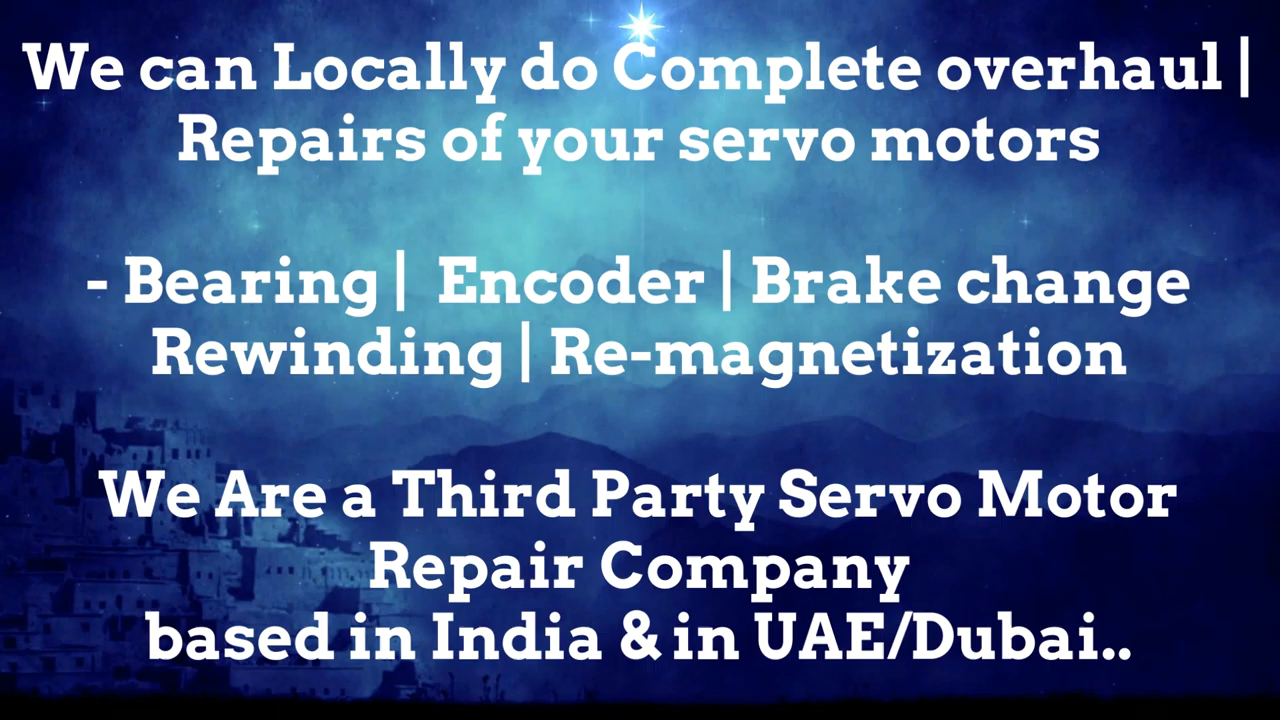 We can Locally do Complete overhaul |
Repairs of your servo motors
- Bearing | Encoder | Brake change
Rewinding | Re-magnetization
We Are a Third Party Servo Motor
Repair Company
based in India & in UAE/Dubai..